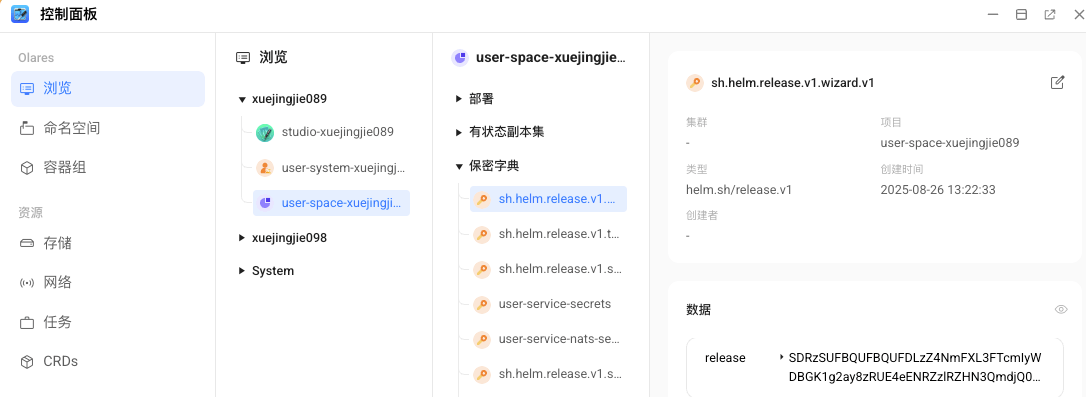 控制面板
Olares
浏览
命名空间
容器组
资源
存储
网络
任务
CRDs
浏览
xuejingjie089
studio-xuejingjie089
user-system-xuejingj...
user-space-xuejingji...
xuejingjie098
System
user-space-xuejingjie...
部署
有状态副本集
保密字典
sh.helm.release.v1....
sh.helm.release.v1.t...
sh.helm.release.v1.s...
user-service-secrets
user-service-nats-se...
sh.helm.release.v1.s...
sh.helm.release.v1.wizard.v1
集群
-
项目
user-space-xuejingjie089
类型
helm.sh/release.v1
创建时间
2025-08-26 13:22:33
创建者
-
数据
release
SDRzSUFBQUFBQUFDLzZ4NmFXL3FTcmIyW
DBGK1g2ay8zRUE4eENRZzlRZHN3QmdjQ0...